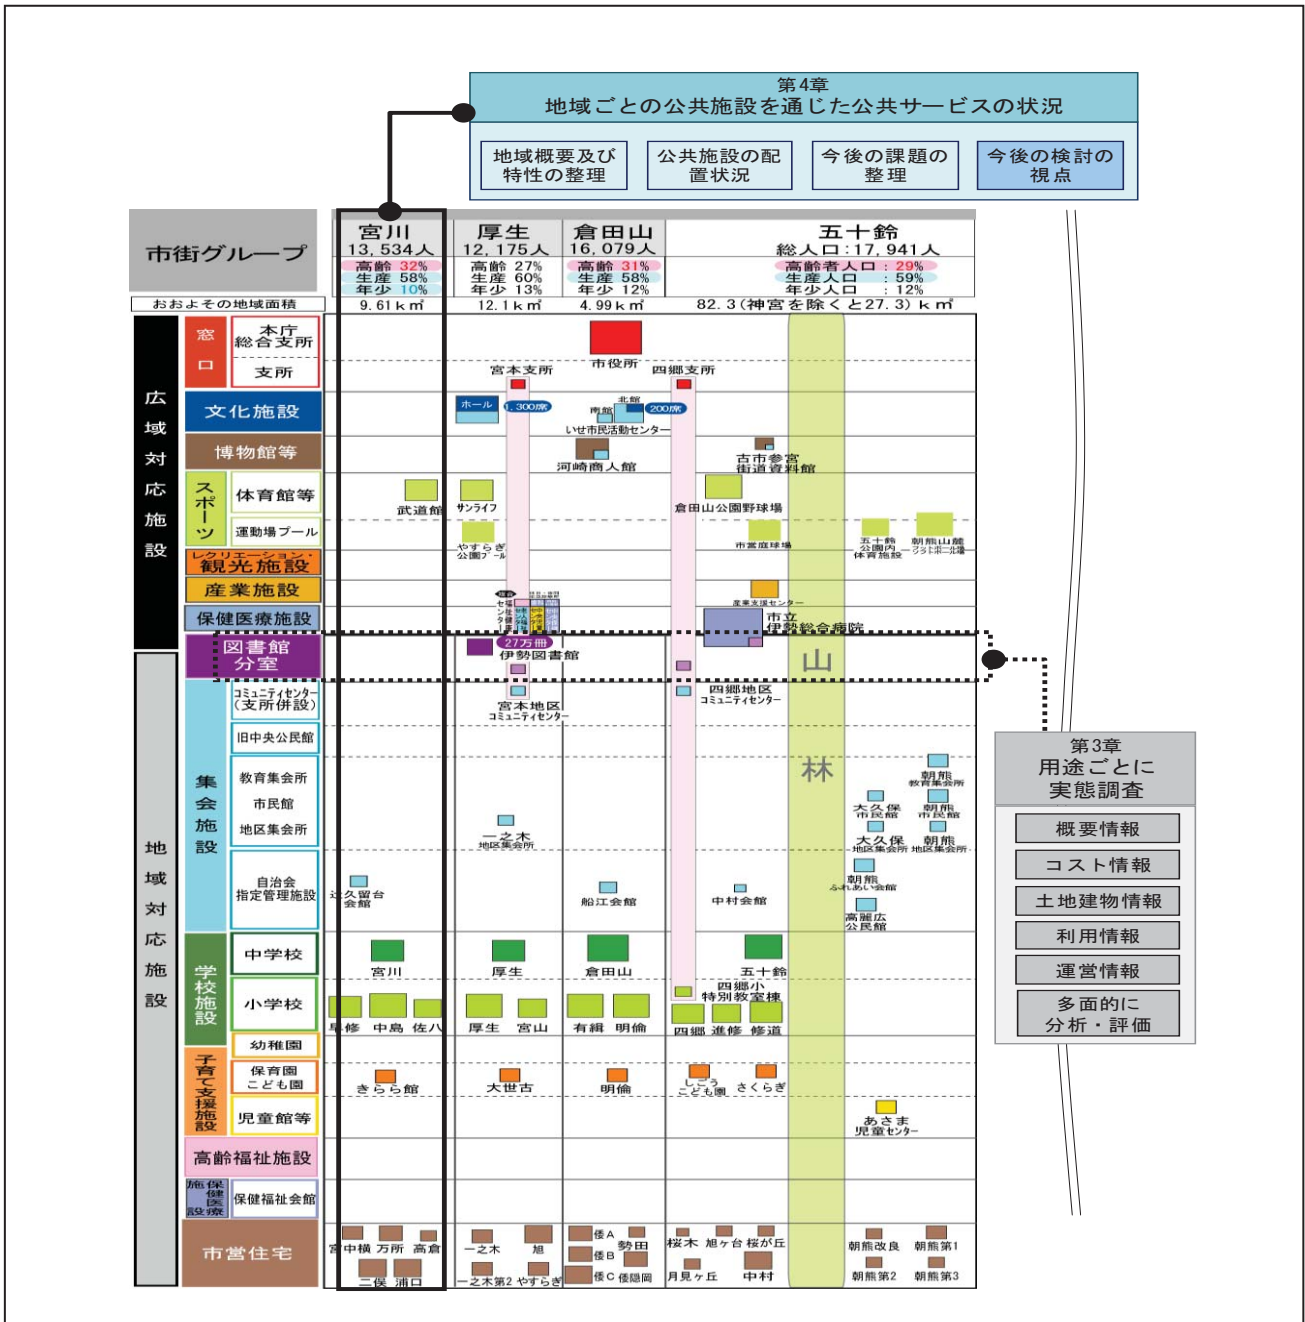 第4章
地域ごとの公共施設を通じた公共サービスの状況
地域概要及び
特性の整理
公共施設の配
置状況
今後の課題の
整理
今後の検討の
視点
市街グループ
宮川
13,534人
高齢 32%
生産 58%
年少 10%
9.61k㎡
厚生
12,175人
高齢 27%
生産 60%
年少 13%
12.1k㎡
倉田山
16,079人
高齢 31%
生産 58%
年少 12%
4.99k㎡
五十鈴
総人口:17,941人
高齢者人口:29%
生産人口:59%
年少人口:12%
82.3(神宮を除くと27.3)k㎡
おおよその地域面積
広域対応施設
窓口
本庁
総合支所
支所
市役所
宮本支所
四郷支所
文化施設
ホール
1,300席
北館
南館
200席
いせ市民活動センター
博物館等
河崎商人館
古市参宮
街道資料館
スポーツ
体育館等
武道館
サンライフ
倉田山公園野球場
運動場プール
やすらぎ
公園プール
市営庭球場
五十鈴
公園内
体育施設
朝熊山麓
フットボール場
レクリエーション・
観光施設
産業施設
産業支援センター
保健医療施設
市立
伊勢総合病院
図書館
分室
27万冊
伊勢図書館
山
林
地域対応施設
集会施設
コミュニティセンター
(支所併設)
宮本地区
コミュニティセンター
四郷地区
コミュニティセンター
旧中央公民館
教育集会所
市民館
地区集会所
一之木
地区集会所
朝熊
教育集会所
大久保
市民館
朝熊
市民館
大久保
地区集会所
朝熊
地区集会所
自治会
指定管理施設
辻久留台
会館
船江会館
中村会館
朝熊
ふれあい会館
高麗広
公民館
学校施設
中学校
宮川
厚生
倉田山
五十鈴
小学校
四郷小
特別教室棟
早修 中島 佐八
厚生 宮山
有緝 明倫
四郷 進修 修道
子育て支援施設
幼稚園
保育園
こども園
きらら館
大世古
明倫
しごう
こども園
さくらぎ
児童館等
あさま
児童センター
高齢福祉施設
保健医療施設
保健福祉会館
市営住宅
宮中横 万所 高倉
二俣 浦口
一之木 旭
一之木第2 やすらぎ
倭A
勢田
倭B
倭C 倭隠岡
桜木 旭ヶ台 桜が丘
月見ヶ丘 中村
朝熊改良 朝熊第1
朝熊第2 朝熊第3
第3章
用途ごとに
実態調査
概要情報
コスト情報
土地建物情報
利用情報
運営情報
多面的に
分析・評価